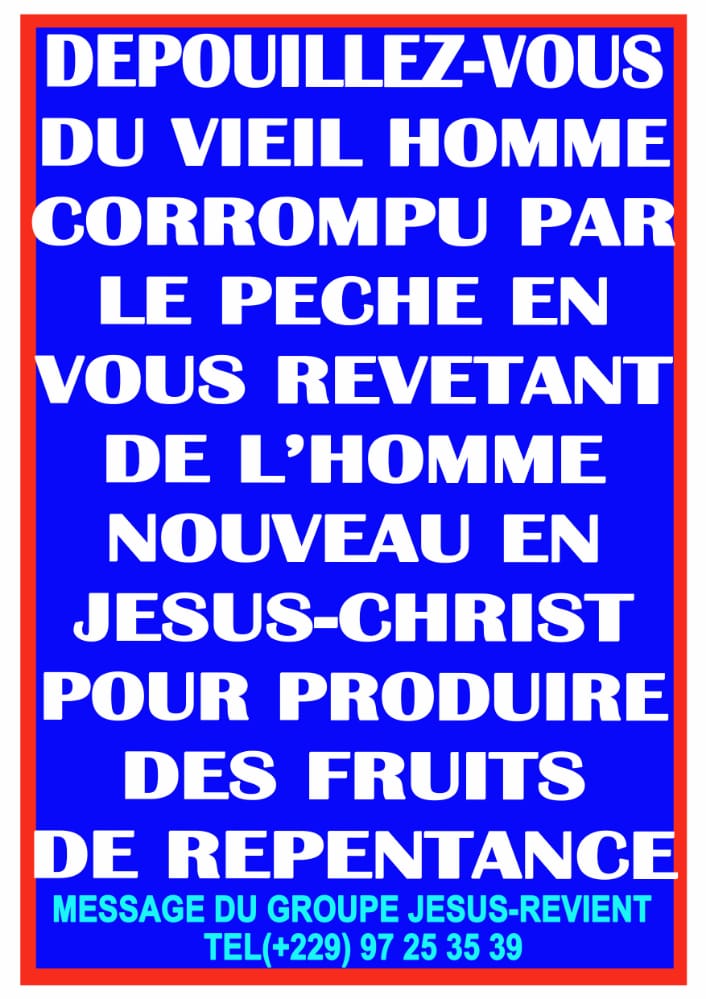 DEPOUILLEZ-VOUS
DU VIEIL HOMME
CORROMPU PAR
LE PECHE EN
VOUS REVETANT
DE L’HOMME
NOUVEAU EN
JESUS-CHRIST
POUR PRODUIRE
DES FRUITS
DE REPENTANCE
MESSAGE DU GROUPE JESUS-REVIENT
TEL(+229) 97 25 35 39